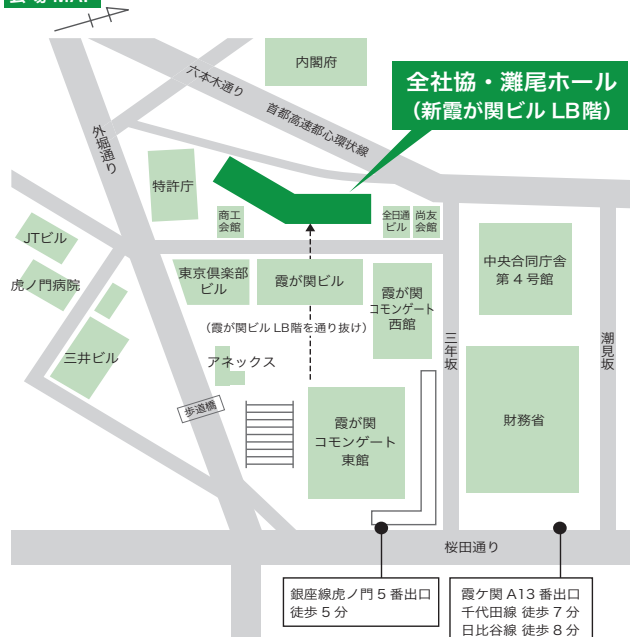 会場 MAP
内閣府
六本木通り
首都高速都心環状線
全社協・灘尾ホール
（新霞が関ビル LB階）
外堀通り
特許庁
商工
会館
全日通
ビル
尚友
会館
JTビル
虎ノ門病院
東京倶楽部
ビル
霞が関ビル
霞が関
コモンゲート
西館
中央合同庁舎
第４号館
（霞が関ビル LB階を通り抜け）
三年坂
潮見坂
三井ビル
アネックス
歩道橋
霞が関
コモンゲート
東館
財務省
桜田通り
銀座線虎ノ門 5 番出口
徒歩 5 分
霞ケ関 A13 番出口
千代田線 徒歩 7 分
日比谷線 徒歩 8 分